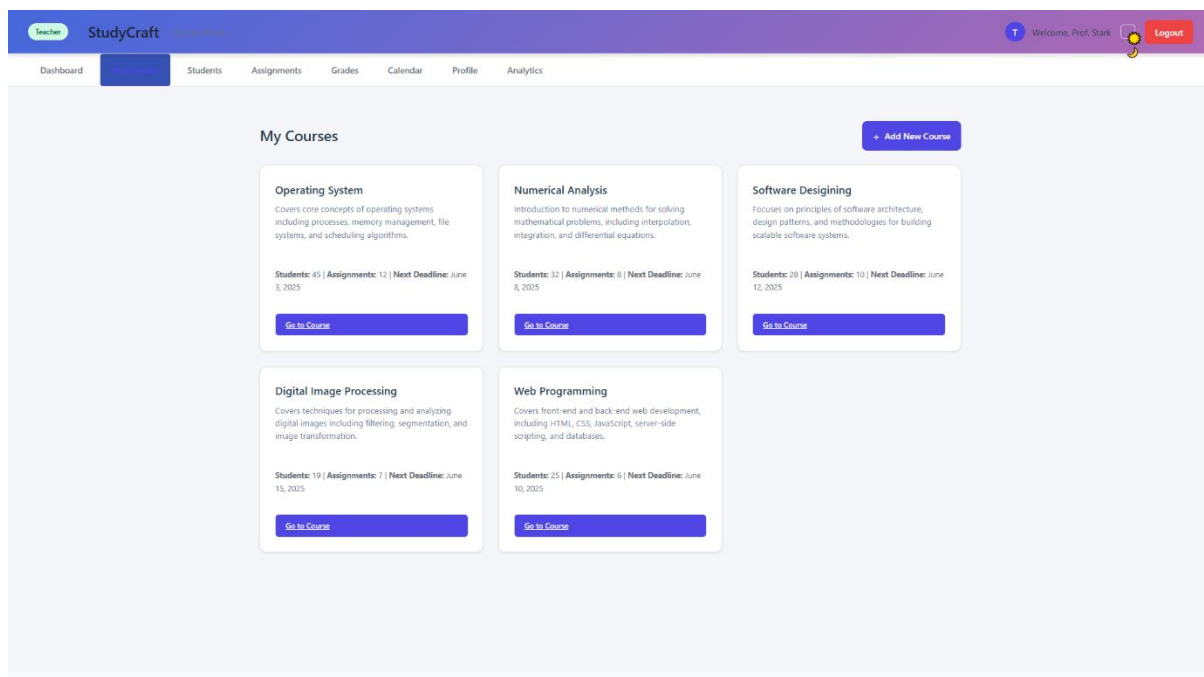 Teacher
StudyCraft
T
Welcome, Prof. Stark
Logout
Dashboard
My Courses
Students
Assignments
Grades
Calendar
Profile
Analytics
My Courses
+ Add New Course
Operating System
Covers core concepts of operating systems
including processes, memory management, file
systems, and scheduling algorithms.
Students: 45 | Assignments: 12 | Next Deadline: June
3, 2025
Go to Course
Numerical Analysis
Introduction to numerical methods for solving
mathematical problems, including interpolation,
integration, and differential equations.
Students: 32 | Assignments: 8 | Next Deadline: June
8, 2025
Go to Course
Software Desigining
Focuses on principles of software architecture,
design patterns, and methodologies for building
scalable software systems.
Students: 28 | Assignments: 10 | Next Deadline: June
12, 2025
Go to Course
Digital Image Processing
Covers techniques for processing and analyzing
digital images including filtering, segmentation, and
image transformation.
Students: 19 | Assignments: 7 | Next Deadline: June
15, 2025
Go to Course
Web Programming
Covers front-end and back-end web development,
including HTML, CSS, JavaScript, server-side
scripting, and databases.
Students: 25 | Assignments: 6 | Next Deadline: June
10, 2025
Go to Course